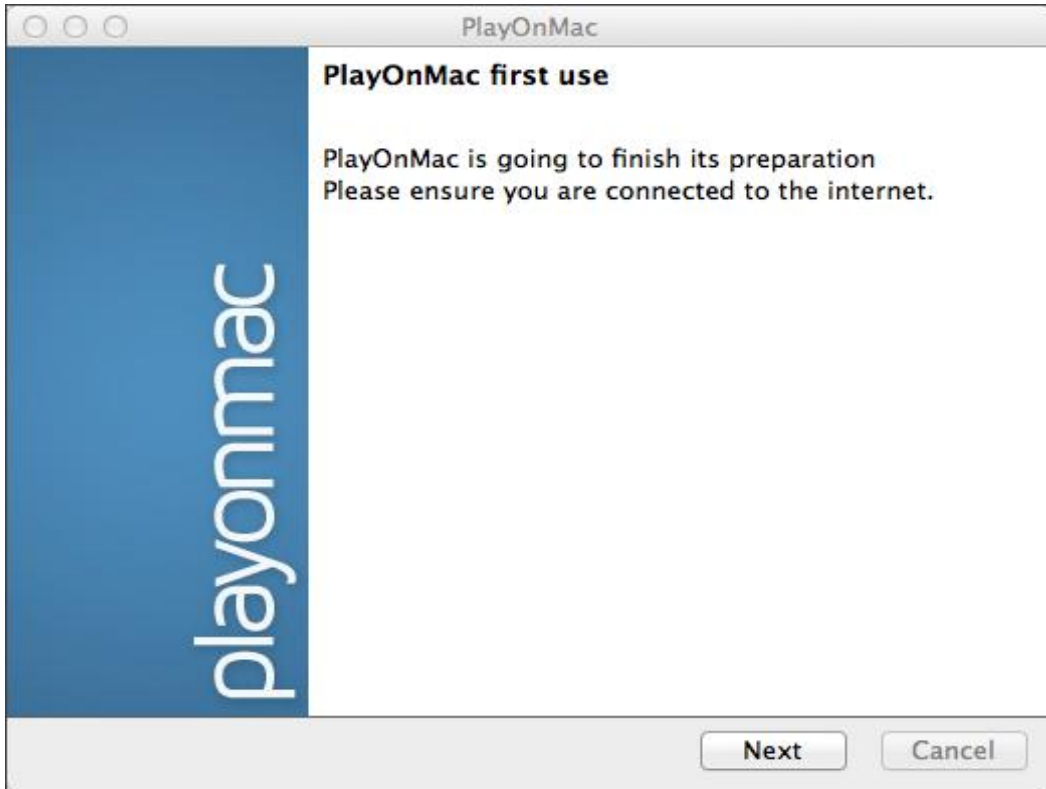 PlayOnMac
PlayOnMac first use
PlayOnMac is going to finish its preparation
Please ensure you are connected to the internet.
playonmac
Next
Cancel